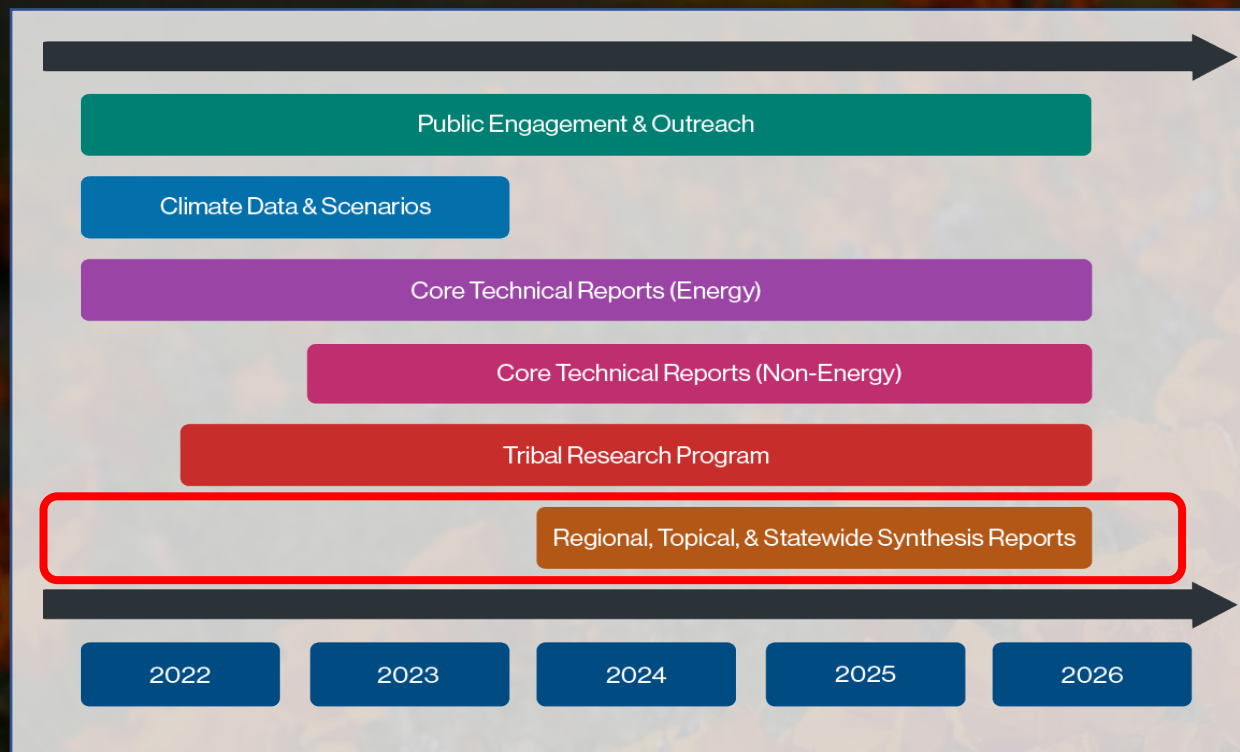 Public Engagement & Outreach
Climate Data & Scenarios
Core Technical Reports (Energy)
Core Technical Reports (Non-Energy)
Tribal Research Program
Regional, Topical, & Statewide Synthesis Reports
2022 2023 2024 2025 2026